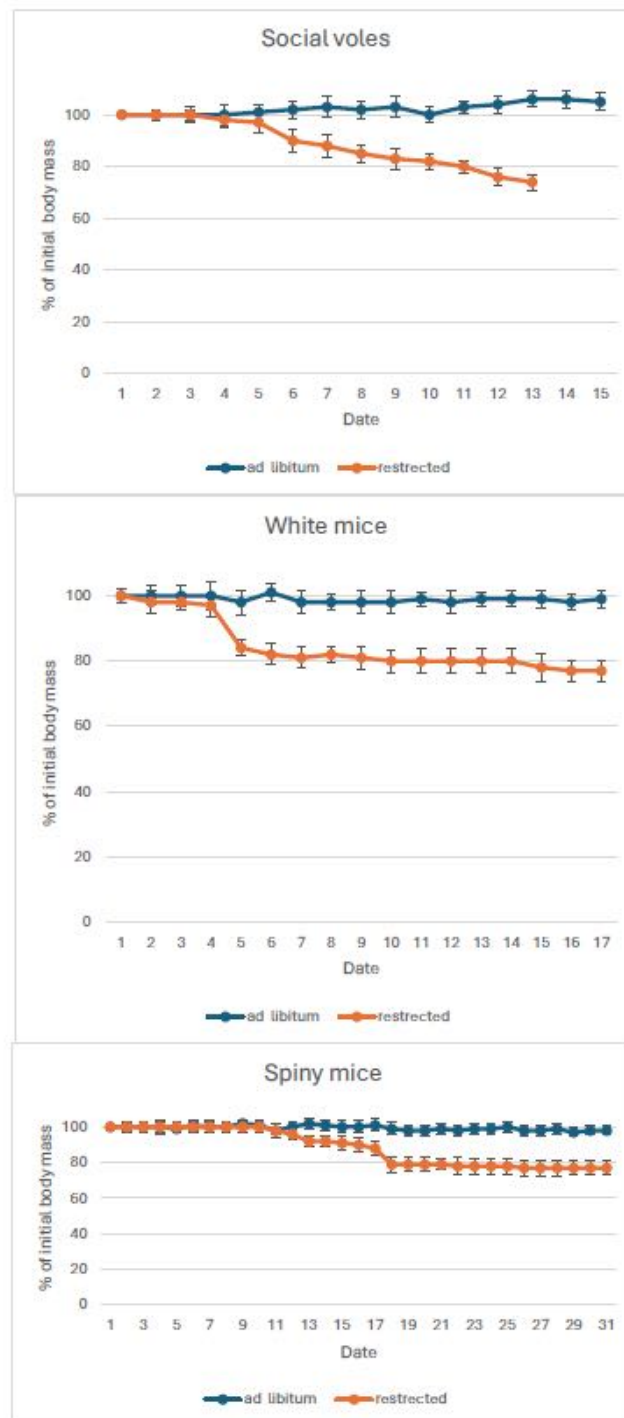 Social voles
100
80
60
40
20
0
% of initial body mass
1 2 3 4 5 6 7 8 9 10 11 12 13 14 15
Date
ad libitum restrected
White mice
100
80
60
40
20
0
% of initial body mass
1 2 3 4 5 6 7 8 9 10 11 12 13 14 15 16 17
Date
ad libitum restrected
Spiny mice
100
80
60
40
20
0
% of initial body mass
1 3 5 7 9 11 13 15 17 19 21 23 25 27 29 31
Date
ad libitum restrected